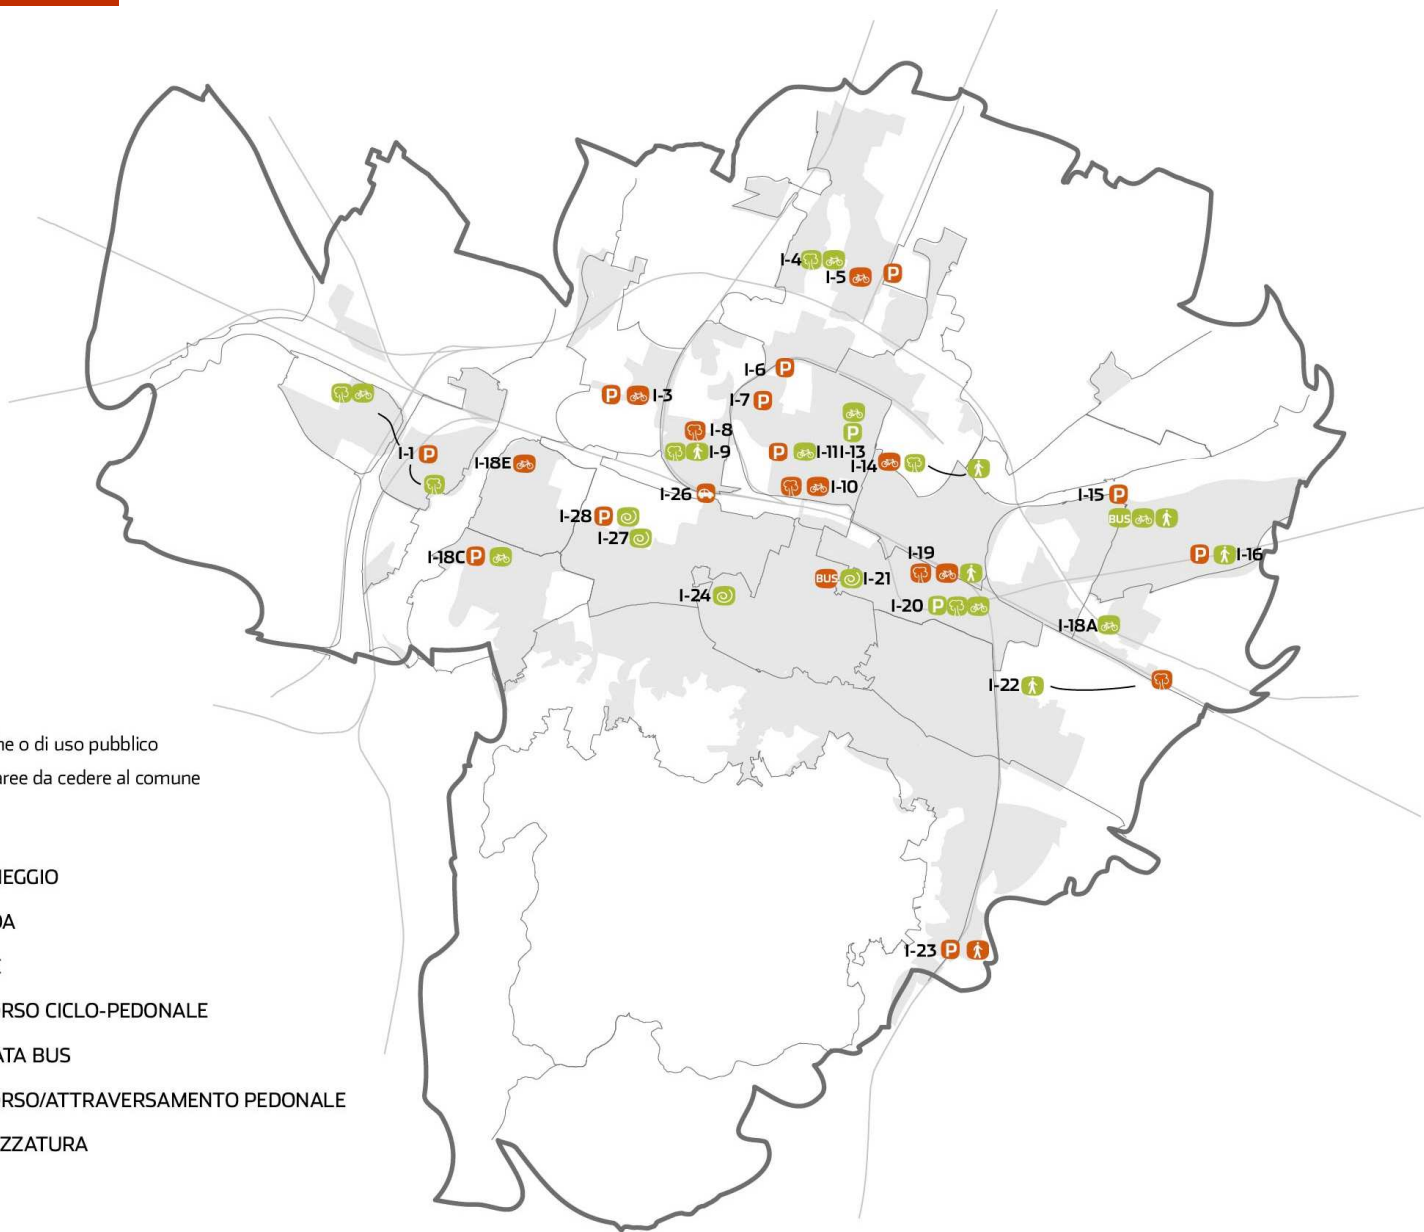 I-4
I-5
P
I-6 P
P I-3
I-7 P
I-8
P
I-9
P I-11 I-13
I-1 P
I-14
I-18E
I-10
I-26
I-15 P
BUS
I-28 P
I-27
I-18C P
P I-16
I-19
BUS I-21
I-24
I-20 P
I-18A
I-22
ne o di uso pubblico
aree da cedere al comune
EGGIO
DA
E
RSO CICLO-PEDONALE
ATA BUS
I-23 P
RSO/ATTRAVERSAMENTO PEDONALE
ZZATURA